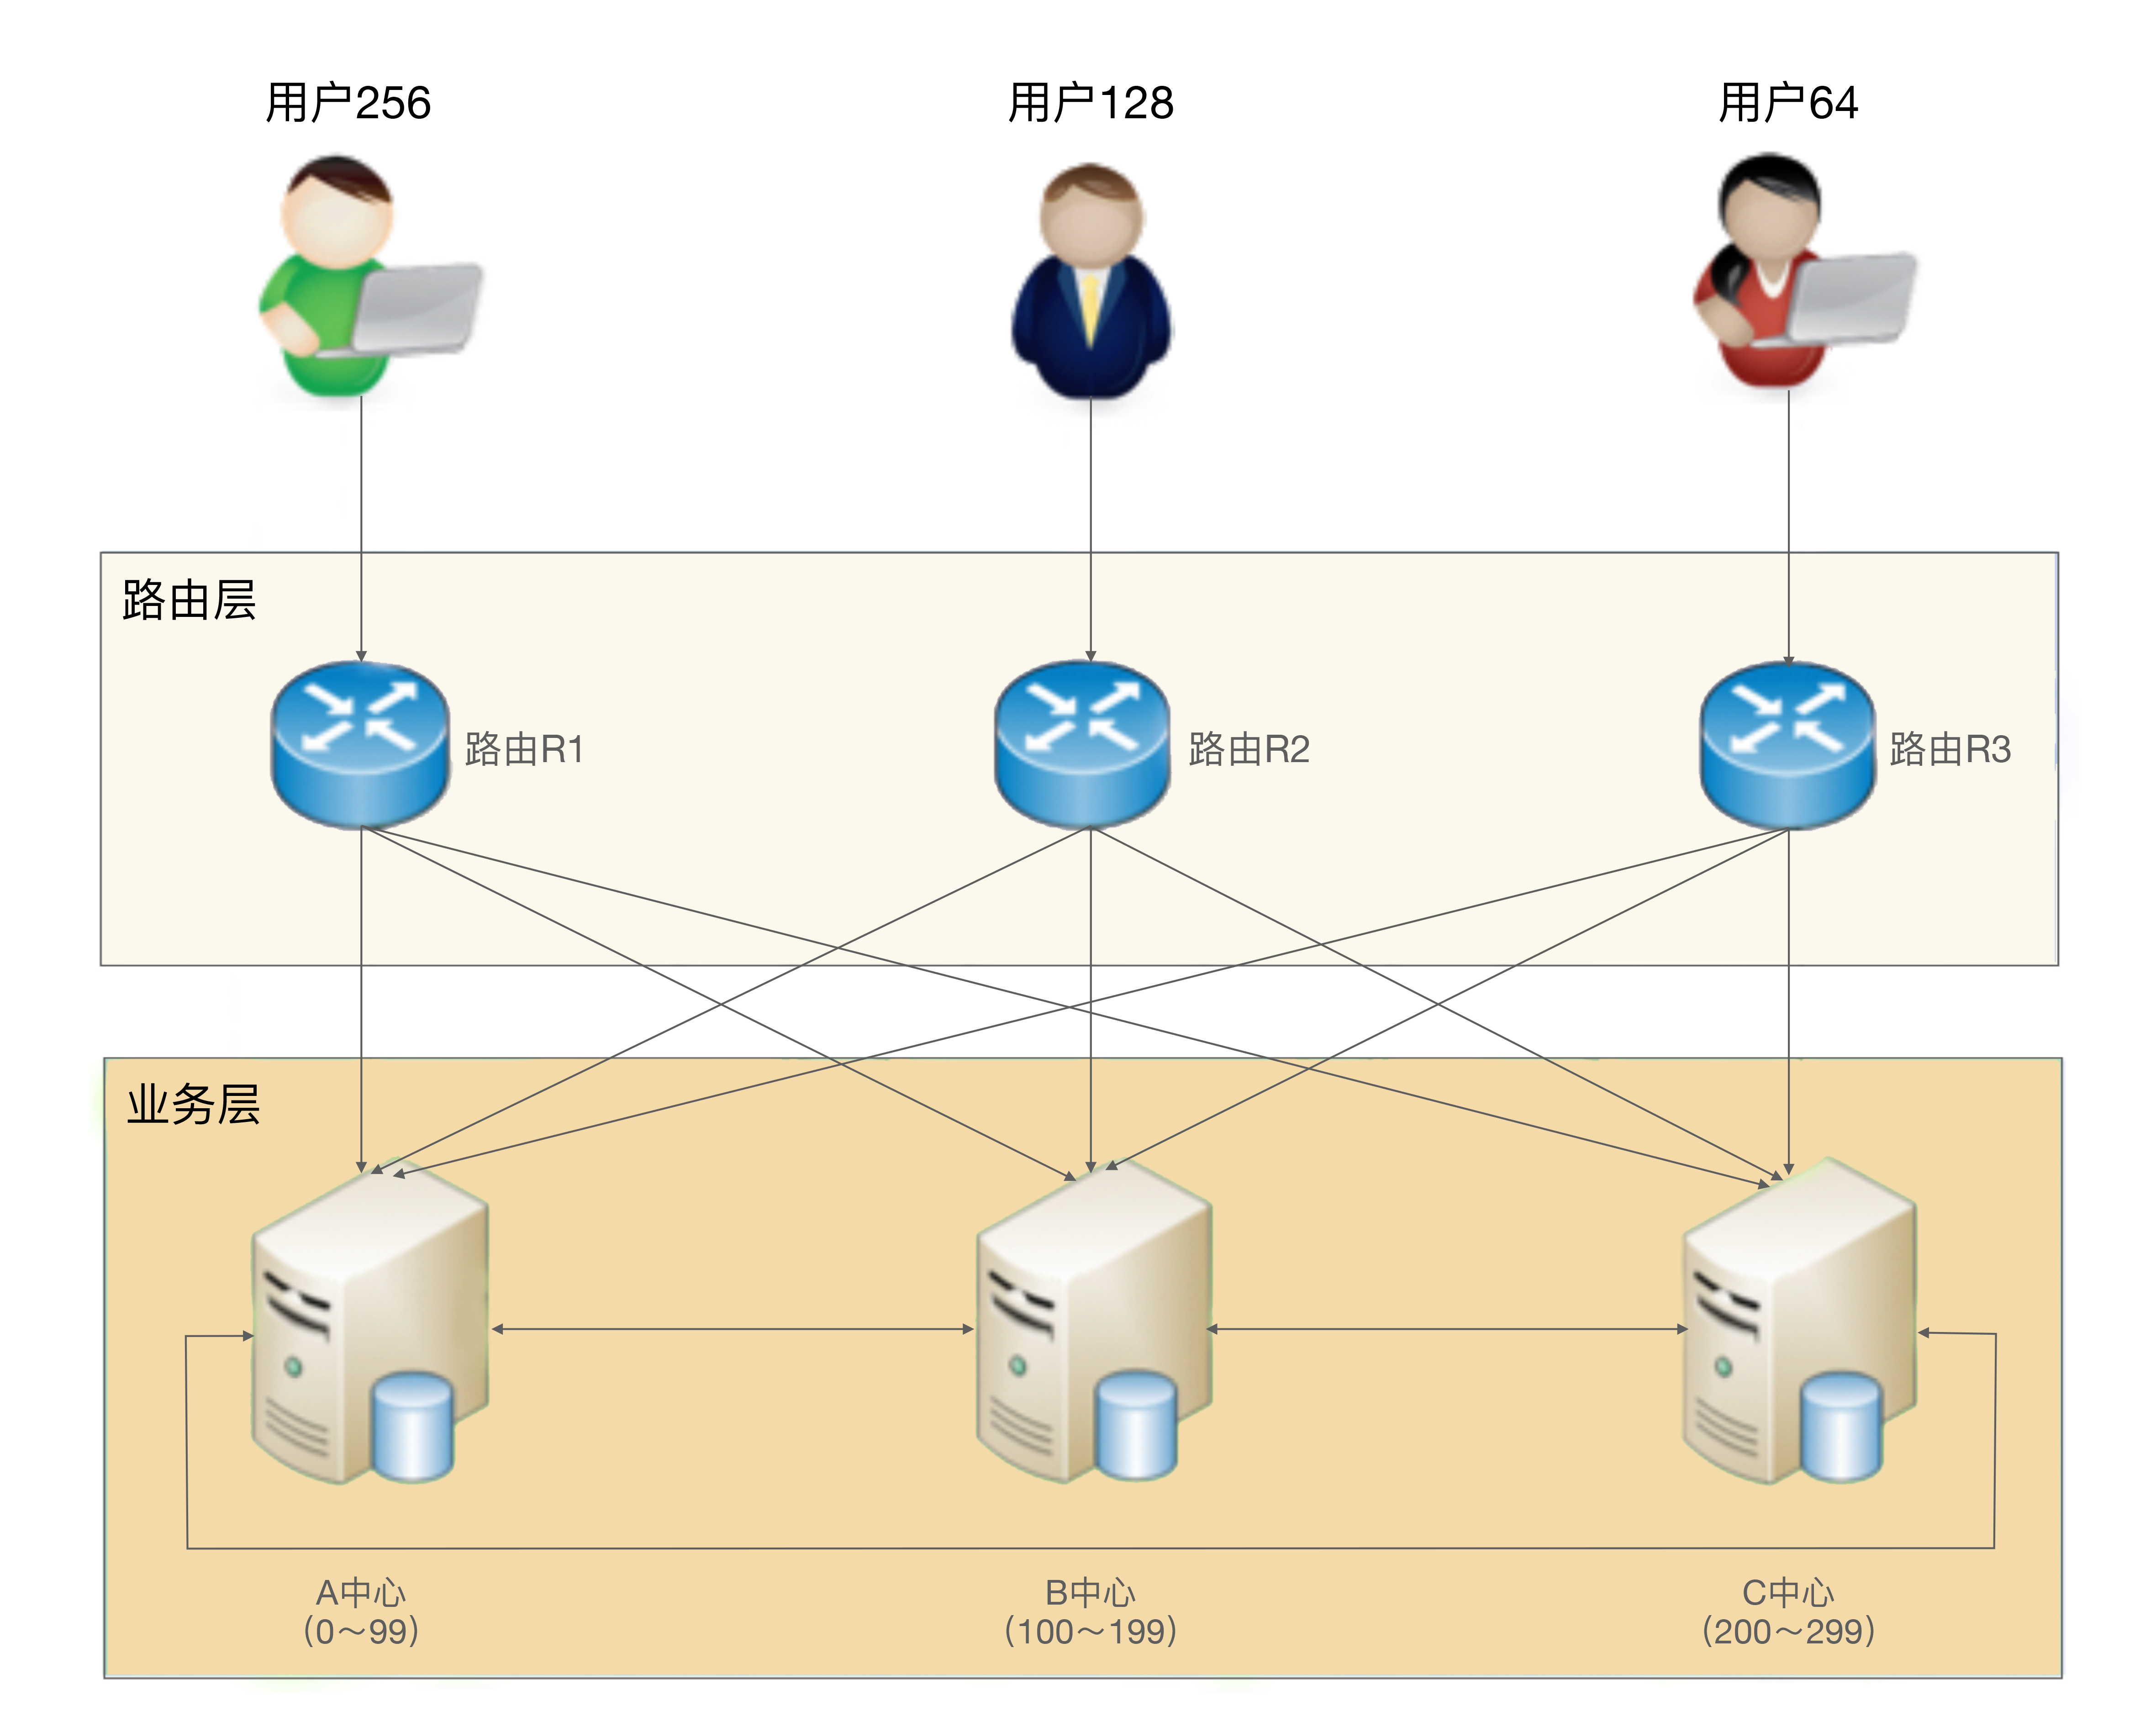 用户256
用户128
用户64
路由层
路由R1
路由R2
路由R3
业务层
A中心
(0～99)
B中心
(100～199)
C中心
(200～299)